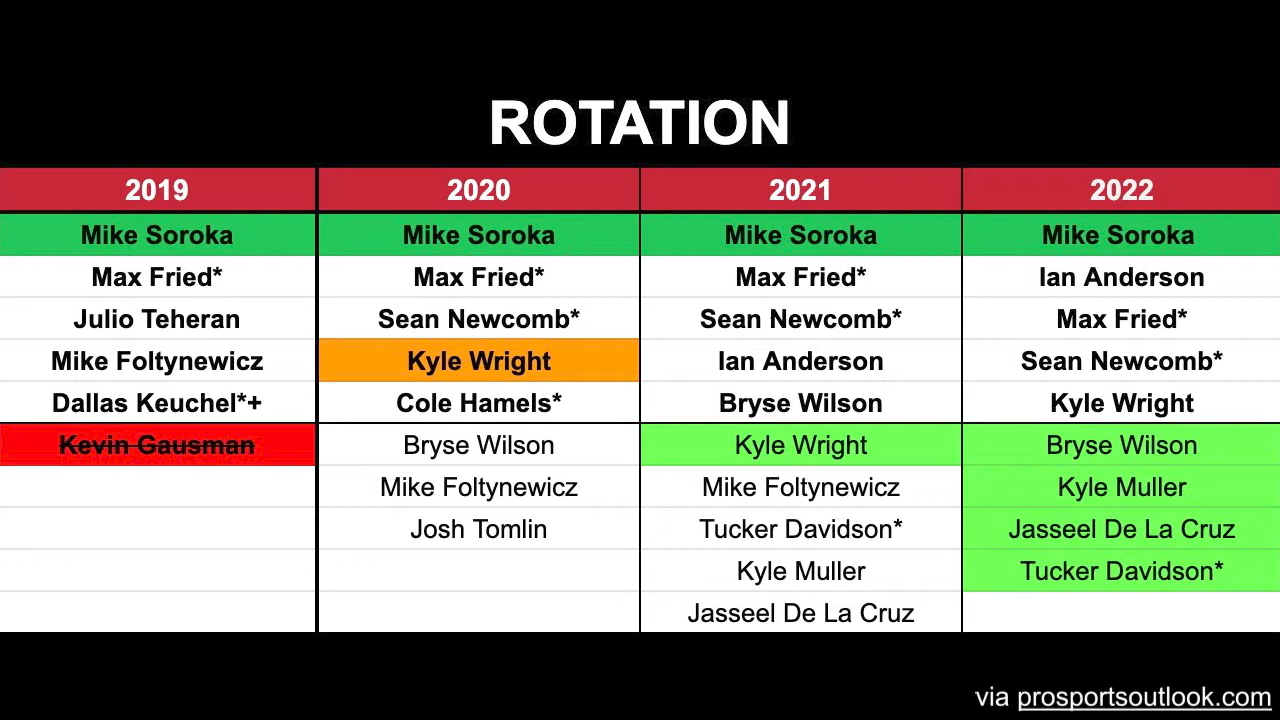 ROTATION
2019 2020 2021 2022
Mike Soroka Mike Soroka Mike Soroka Mike Soroka
Max Fried* Max Fried* Max Fried* Ian Anderson
Julio Teheran Sean Newcomb* Sean Newcomb* Max Fried*
Mike Foltynewicz Kyle Wright Ian Anderson Sean Newcomb*
Dallas Keuchel*+ Cole Hamels* Bryse Wilson Kyle Wright
Kevin Gausman Bryse Wilson Kyle Wright Bryse Wilson
Mike Foltynewicz Mike Foltynewicz Kyle Muller
Josh Tomlin Tucker Davidson* Jasseel De La Cruz
Kyle Muller Tucker Davidson*
Jasseel De La Cruz
via prosportsoutlook.com